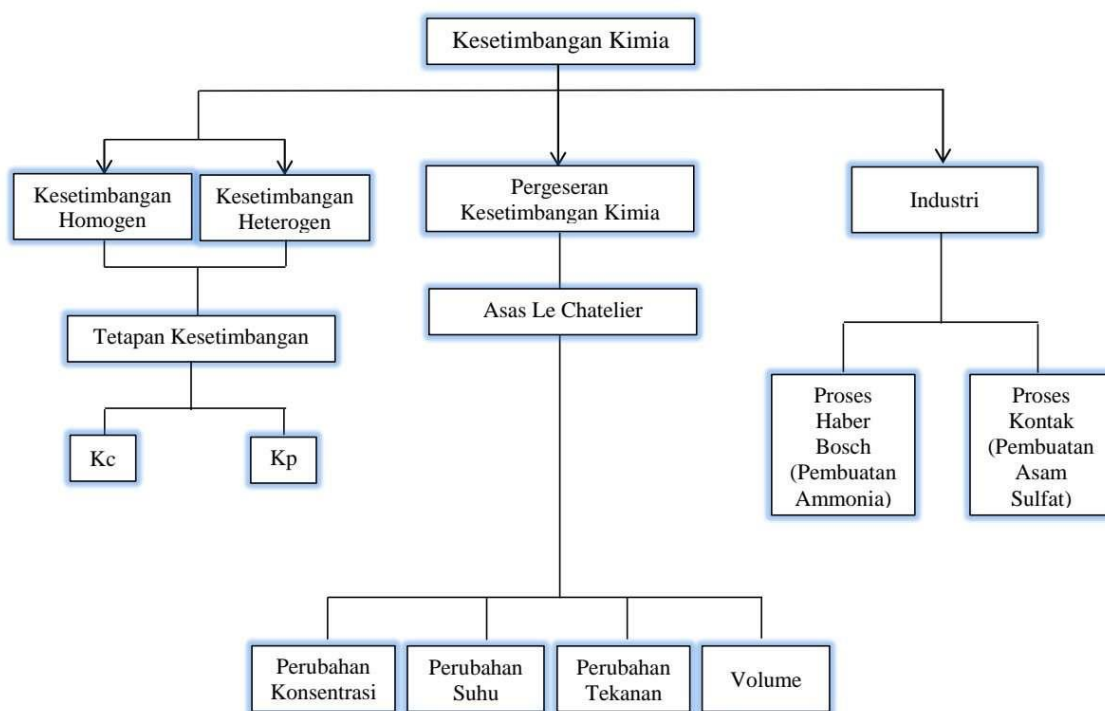 Kesetimbangan Kimia
Kesetimbangan
Homogen
Kesetimbangan
Heterogen
Pergeseran
Kesetimbangan Kimia
Industri
Tetapan Kesetimbangan
Asas Le Chatelier
Kc
Kp
Proses
Haber
Bosch
(Pembuatan
Ammonia)
Proses
Kontak
(Pembuatan
Asam
Sulfat)
Perubahan
Konsentrasi
Perubahan
Suhu
Perubahan
Tekanan
Volume